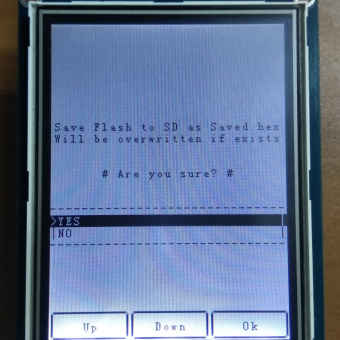 Save Flash to SD as Saved.hex
Will be overwritten if exists
# Are you sure? #
>YES
NO
Up Down Ok